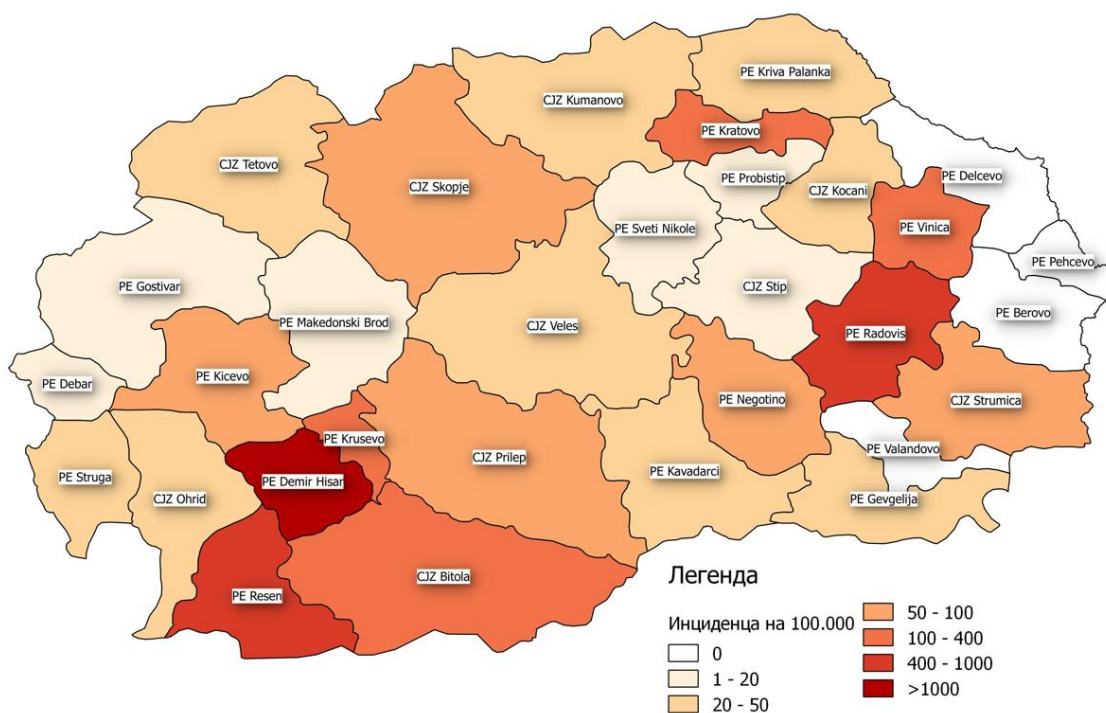 PE Kriva Palanka
CJZ Kumanovo
PE Kratovo
CJZ Tetovo
PE Probistip
PE Delcevo
CJZ Skopje
CJZ Kocani
PE Vinica
PE Sveti Nikole
PE Pehcevo
PE Gostivar
CJZ Stip
PE Makedonski Brod
CJZ Veles
PE Radovis
PE Berovo
PE Debar
PE Kicevo
PE Negotino
CJZ Strumica
PE Krusevo
PE Valandovo
CJZ Prilep
PE Struga
PE Demir Hisar
PE Kavadarci
CJZ Ohrid
PE Gevgelija
CJZ Bitola
PE Resen
Легенда
Инциденца на 100.000
0
1 - 20
20 - 50
50 - 100
100 - 400
400 - 1000
>1000